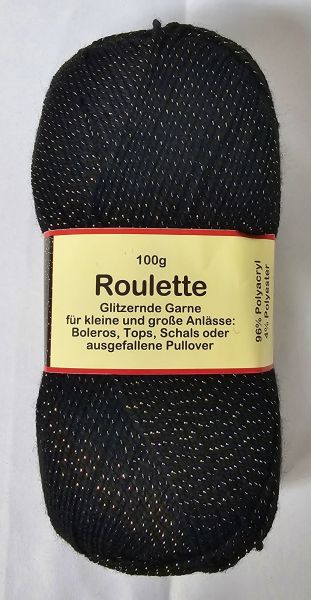 100g
Roulette
Glitzernde Garne
für kleine und große Anlässe:
Boleros, Tops, Schals oder
ausgefallene Pullover
96% Polyacryl
4% Polyester